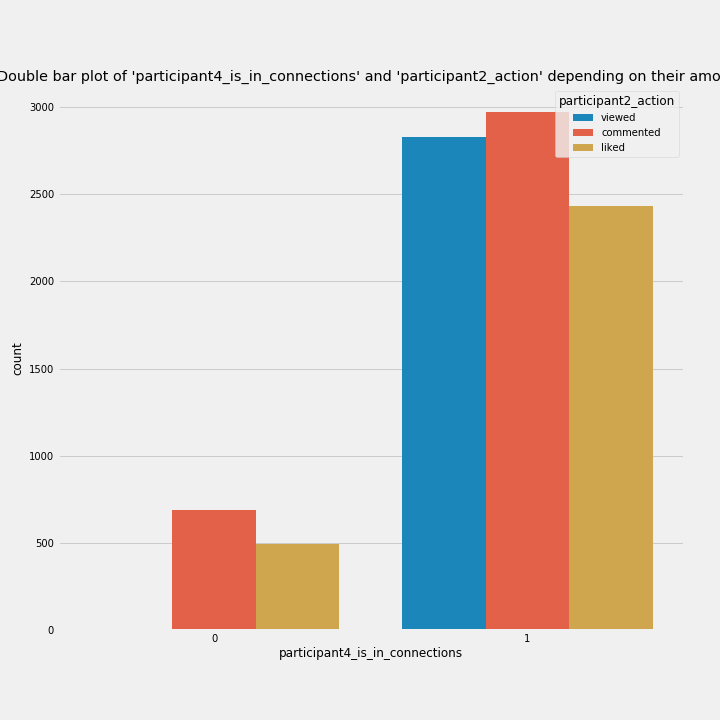 Double bar plot of 'participant4_is_in_connections' and 'participant2_action' depending on their amo
participant2_action
viewed
commented
liked
3000
2500
2000
1500
1000
500
0
count
0 1
participant4_is_in_connections